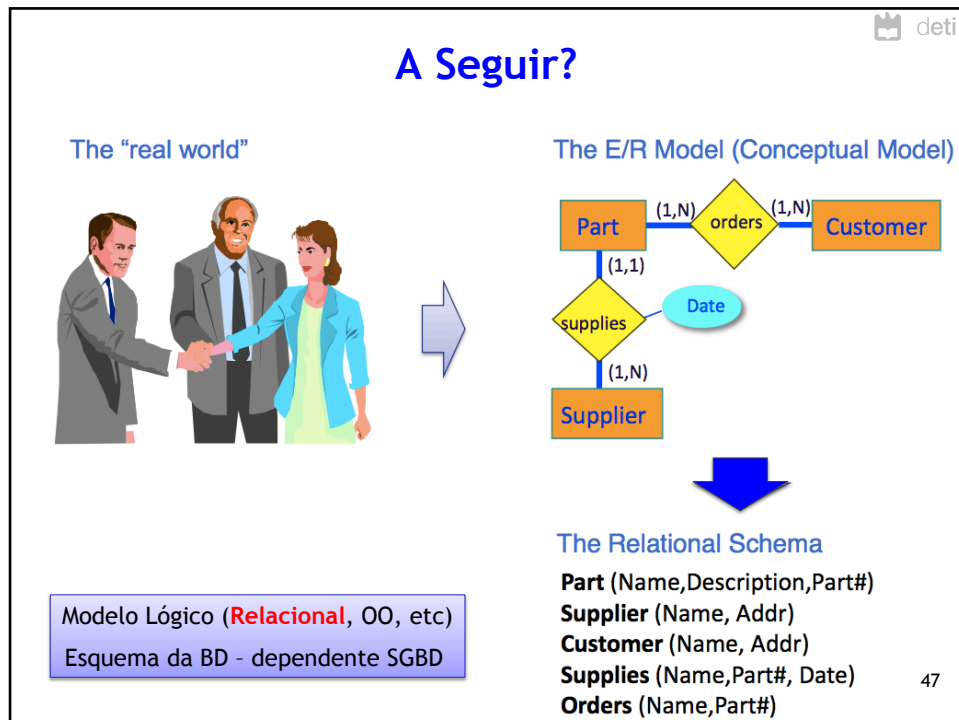 deti
A Seguir?
The “real world”
The E/R Model (Conceptual Model)
Part
(1,N)
orders
(1,N)
Customer
(1,1)
supplies
Date
(1,N)
Supplier
The Relational Schema
Part (Name,Description,Part#)
Supplier (Name, Addr)
Customer (Name, Addr)
Supplies (Name,Part#, Date)
Orders (Name,Part#)
Modelo Lógico (Relacional, OO, etc)
Esquema da BD – dependente SGBD
47